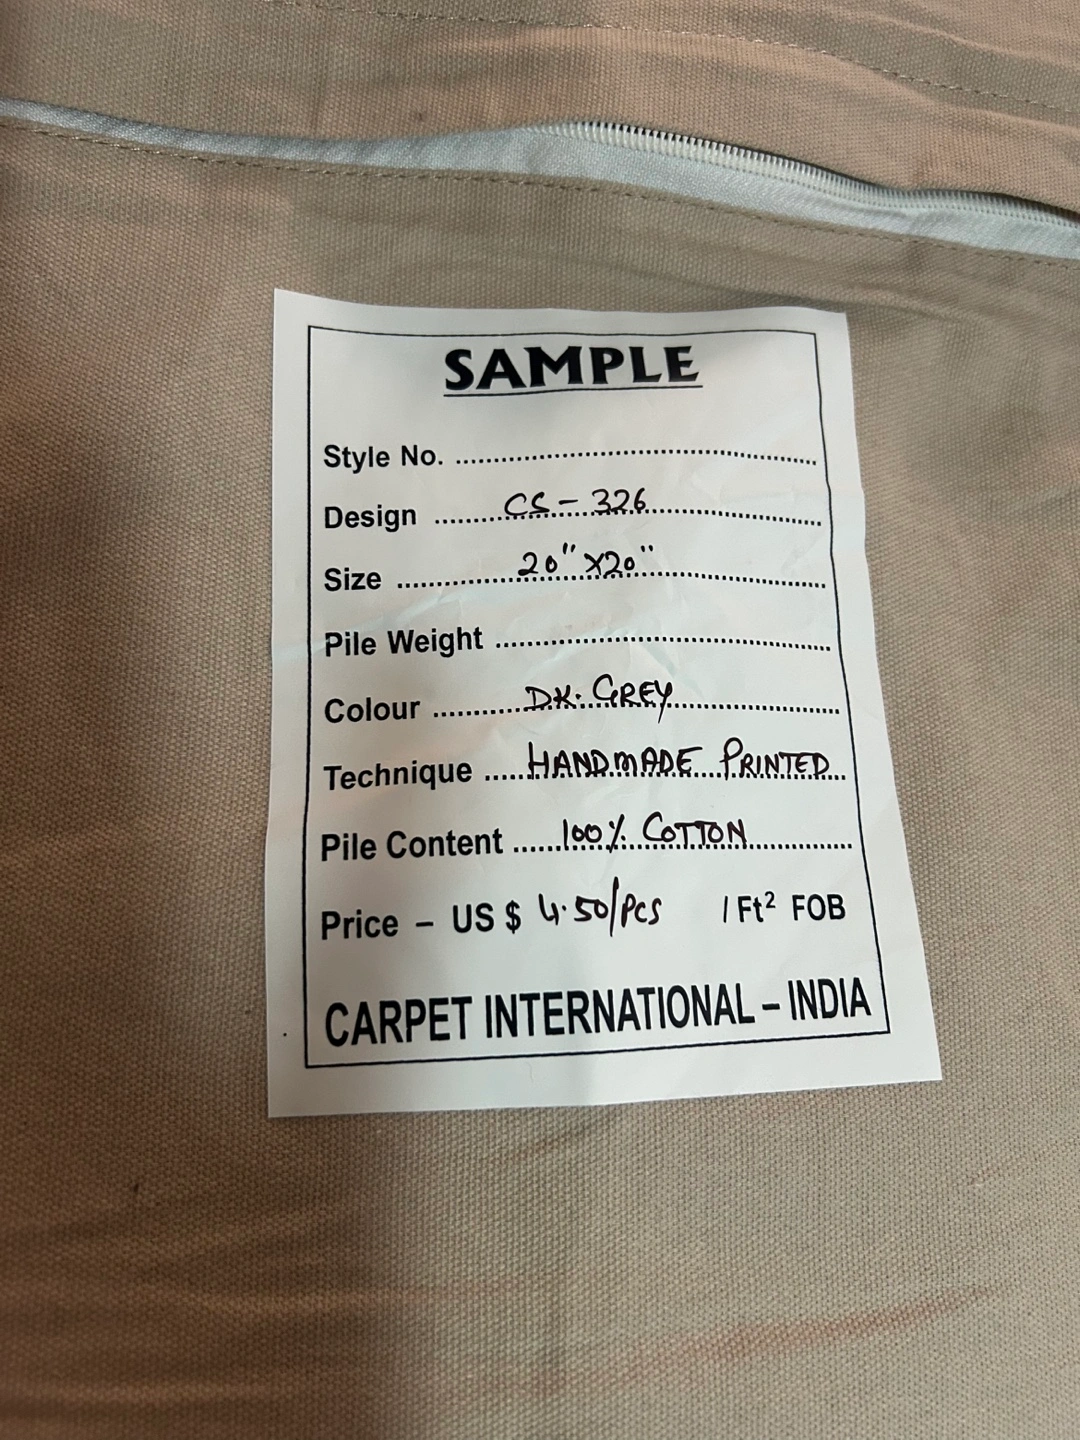 SAMPLE
Style No. ..........................................................
Design ..........CS - 326..........................
Size ..................20" X20"............................
Pile Weight ......................................................
Colour ..............DK. GREY...........................
Technique .....HANDMADE PRINTED..
Pile Content ......100% COTTON................
Price – US $ 4.50/PCS / Ft² FOB
CARPET INTERNATIONAL – INDIA